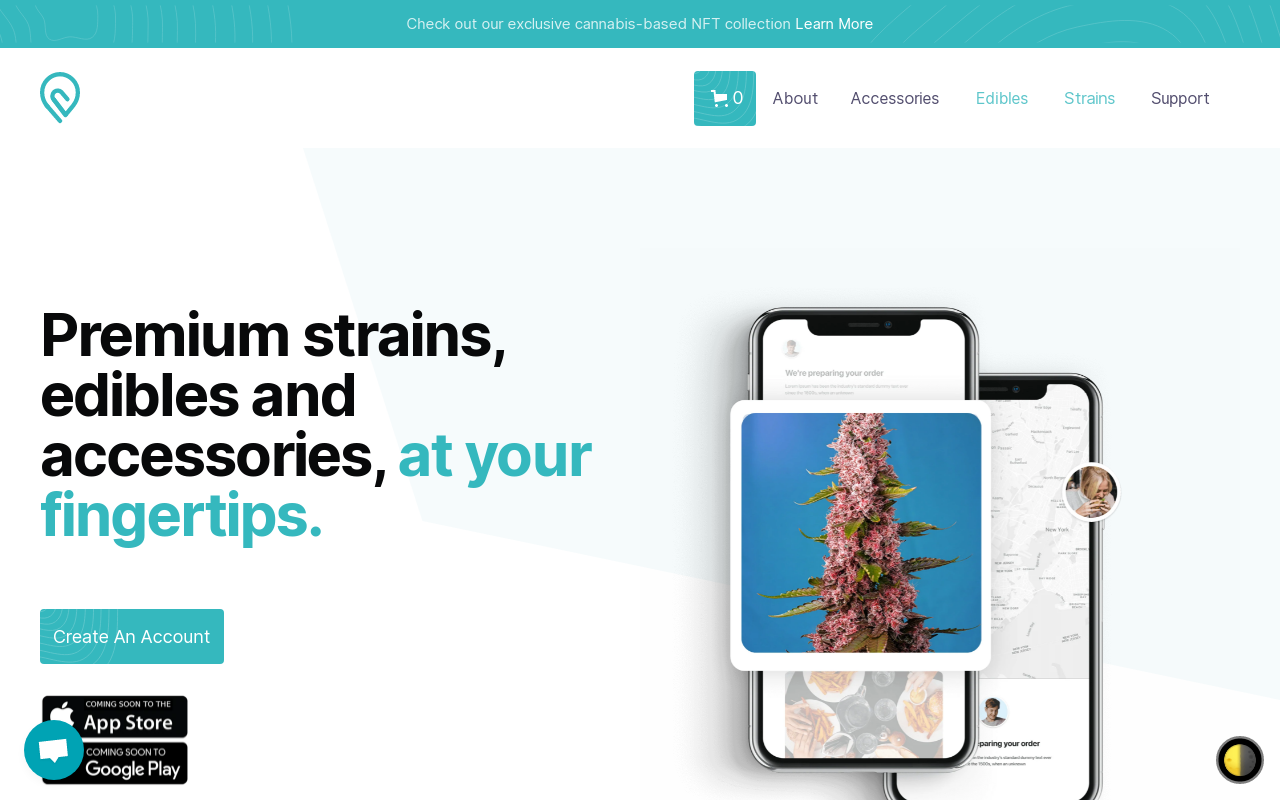 Check out our exclusive cannabis-based NFT collection Learn More
0
About
Accessories
Edibles
Strains
Support
Premium strains,
edibles and
accessories, at your
fingertips.
Create An Account
COMING SOON TO THE
App Store
COMING SOON TO
Google Play
We're preparing your order
New York
paring your order